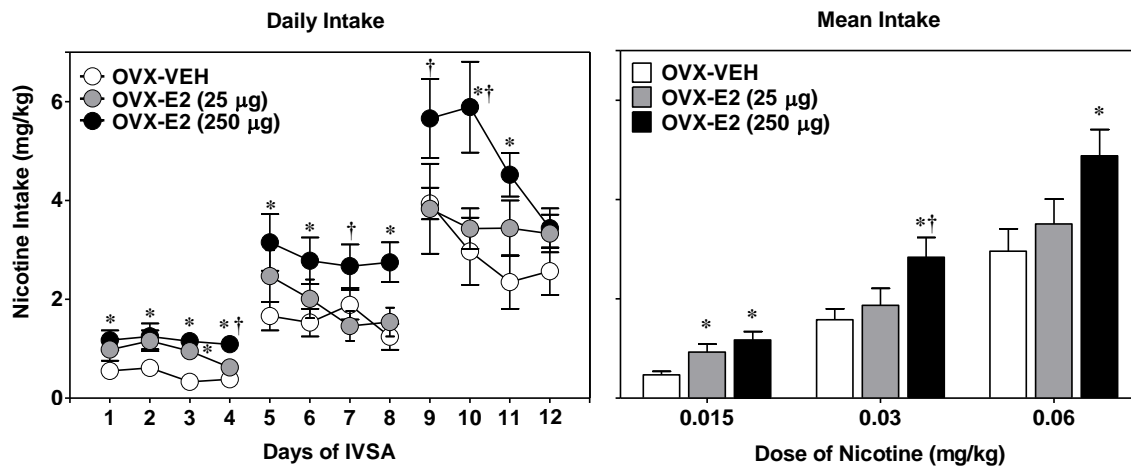 Daily Intake
Mean Intake
Nicotine Intake (mg/kg)
6
4
2
0
OVX-VEH
OVX-E2 (25 µg)
OVX-E2 (250 µg)
* * * *†
*
* * † *
† *† *
1 2 3 4 5 6 7 8 9 10 11 12
Days of IVSA
OVX-VEH
OVX-E2 (25 µg)
OVX-E2 (250 µg)
* * *† *
0.015 0.03 0.06
Dose of Nicotine (mg/kg)